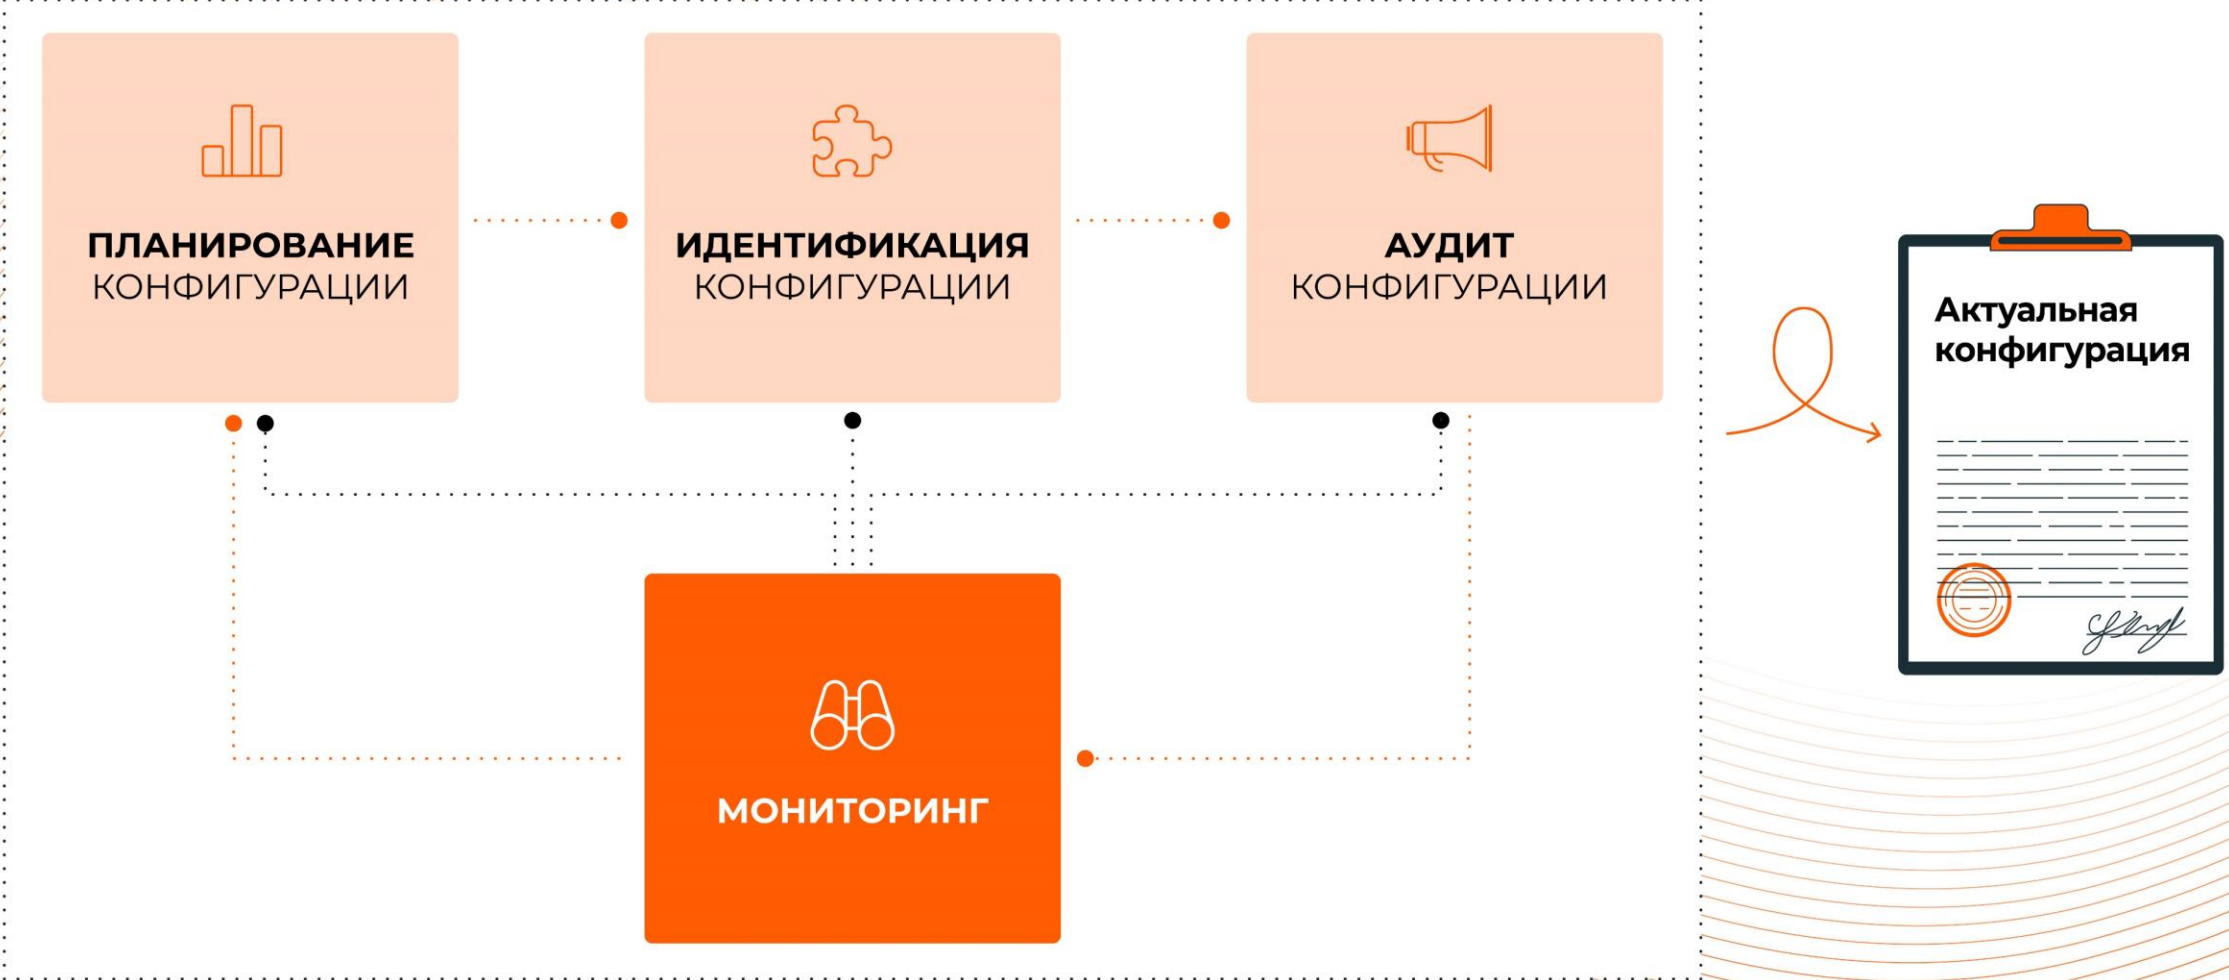 ПЛАНИРОВАНИЕ
КОНФИГУРАЦИИ
ИДЕНТИФИКАЦИЯ
КОНФИГУРАЦИИ
АУДИТ
КОНФИГУРАЦИИ
Актуальная
конфигурация
МОНИТОРИНГ